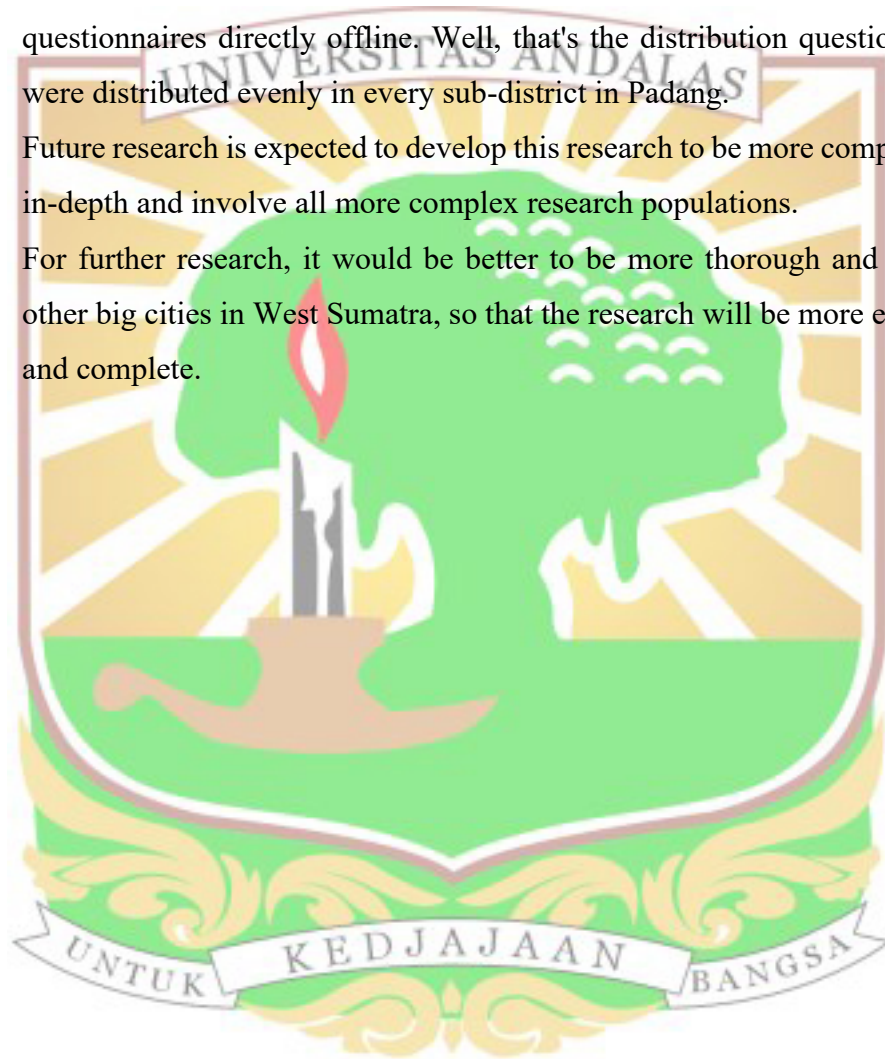 questionnaires directly offline. Well, that's the distribution questio
UNIVERSITAS ANDALAS
were distributed evenly in every sub-district in Padang.
Future research is expected to develop this research to be more comp
in-depth and involve all more complex research populations.
For further research, it would be better to be more thorough and
other big cities in West Sumatra, so that the research will be more e
and complete.
UNTUK KEDJAJAAN BANGSA